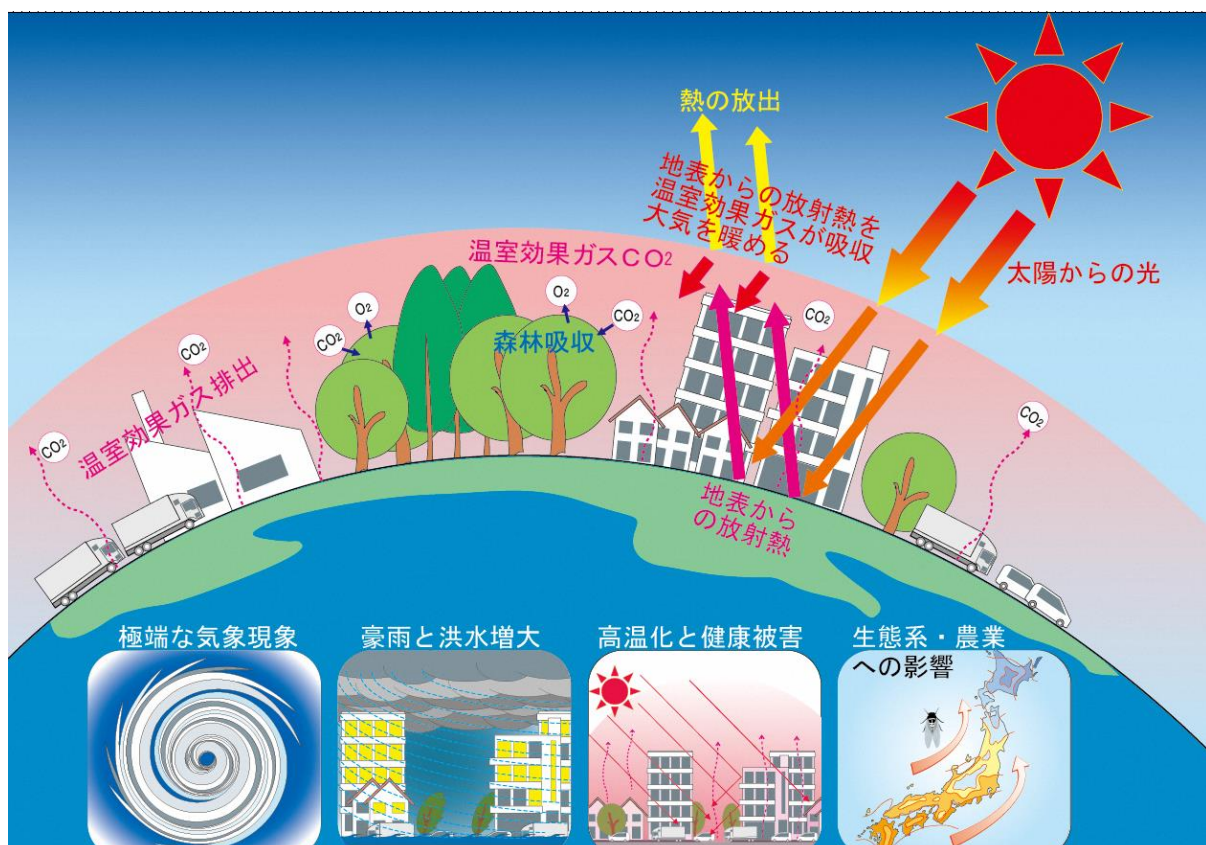 熱の放出
地表からの放射熱を
温室効果ガスが吸収
大気を暖める
太陽からの光
温室効果ガスCO2
O2
O2
CO2
CO2
CO2
森林吸収
CO2
温室効果ガス排出
CO2
CO2
地表から
の放射熱
極端な気象現象
豪雨と洪水増大
高温化と健康被害
生態系・農業
への影響